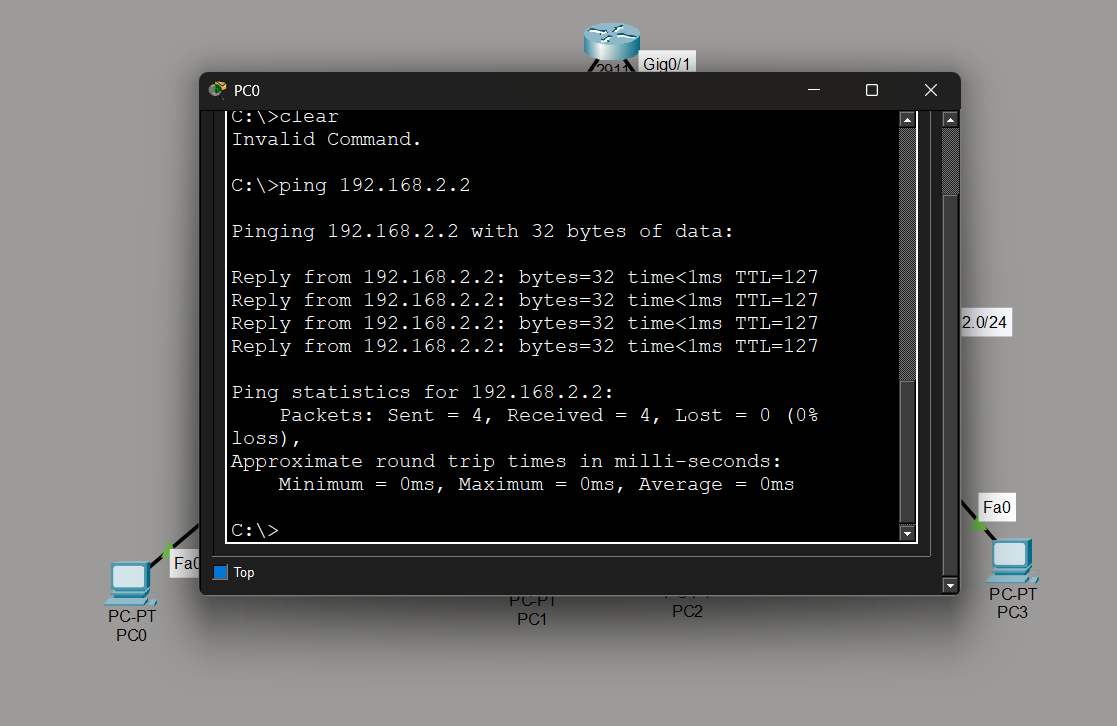 2911
Gig0/1
PC0
C:\>clear
Invalid Command.
C:\>ping 192.168.2.2
Pinging 192.168.2.2 with 32 bytes of data:
Reply from 192.168.2.2: bytes=32 time<1ms TTL=127
Reply from 192.168.2.2: bytes=32 time<1ms TTL=127
Reply from 192.168.2.2: bytes=32 time<1ms TTL=127
Reply from 192.168.2.2: bytes=32 time<1ms TTL=127
Ping statistics for 192.168.2.2:
Packets: Sent = 4, Received = 4, Lost = 0 (0%
loss),
Approximate round trip times in milli-seconds:
Minimum = 0ms, Maximum = 0ms, Average = 0ms
C:\>
Top
2.0/24
Fa0
Fa0
PC-PT
PC0
PC-PT
PC1
PC2
PC-PT
PC3